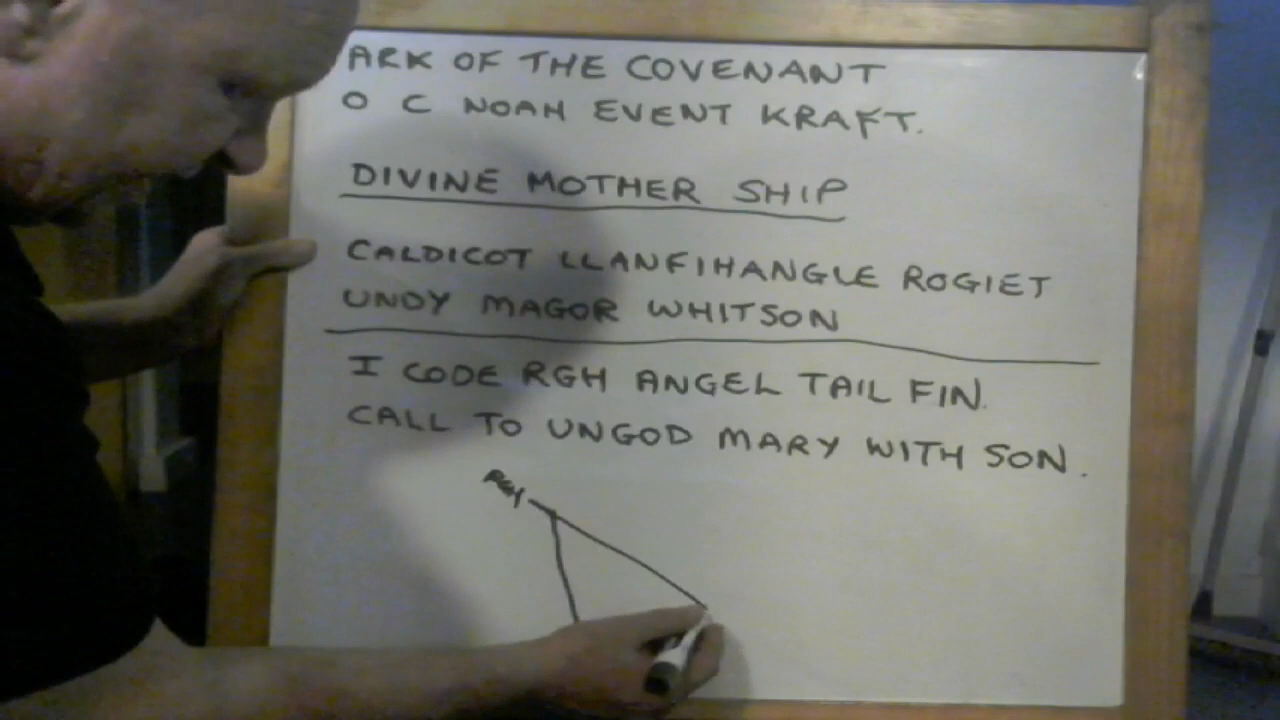 ARK OF THE COVENANT
O C NOAH EVENT KRAFT.
DIVINE MOTHER SHIP
CALDICOT LLANFIHANGLE ROGIET
UNDY MAGOR WHITSON
I CODE RGH ANGEL TAIL FIN.
CALL TO UNGOD MARY WITH SON.
RGH